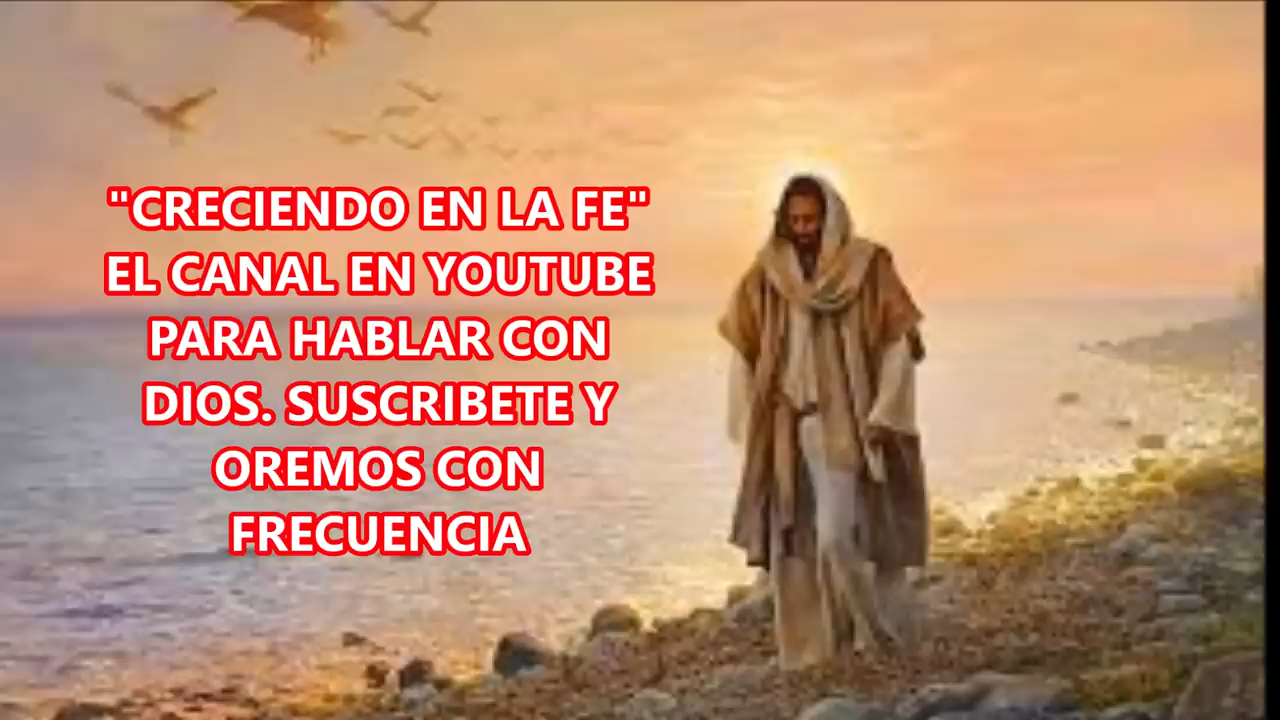 "CRECIENDO EN LA FE"
EL CANAL EN YOUTUBE
PARA HABLAR CON
DIOS. SUSCRIBETE Y
OREMOS CON
FRECUENCIA